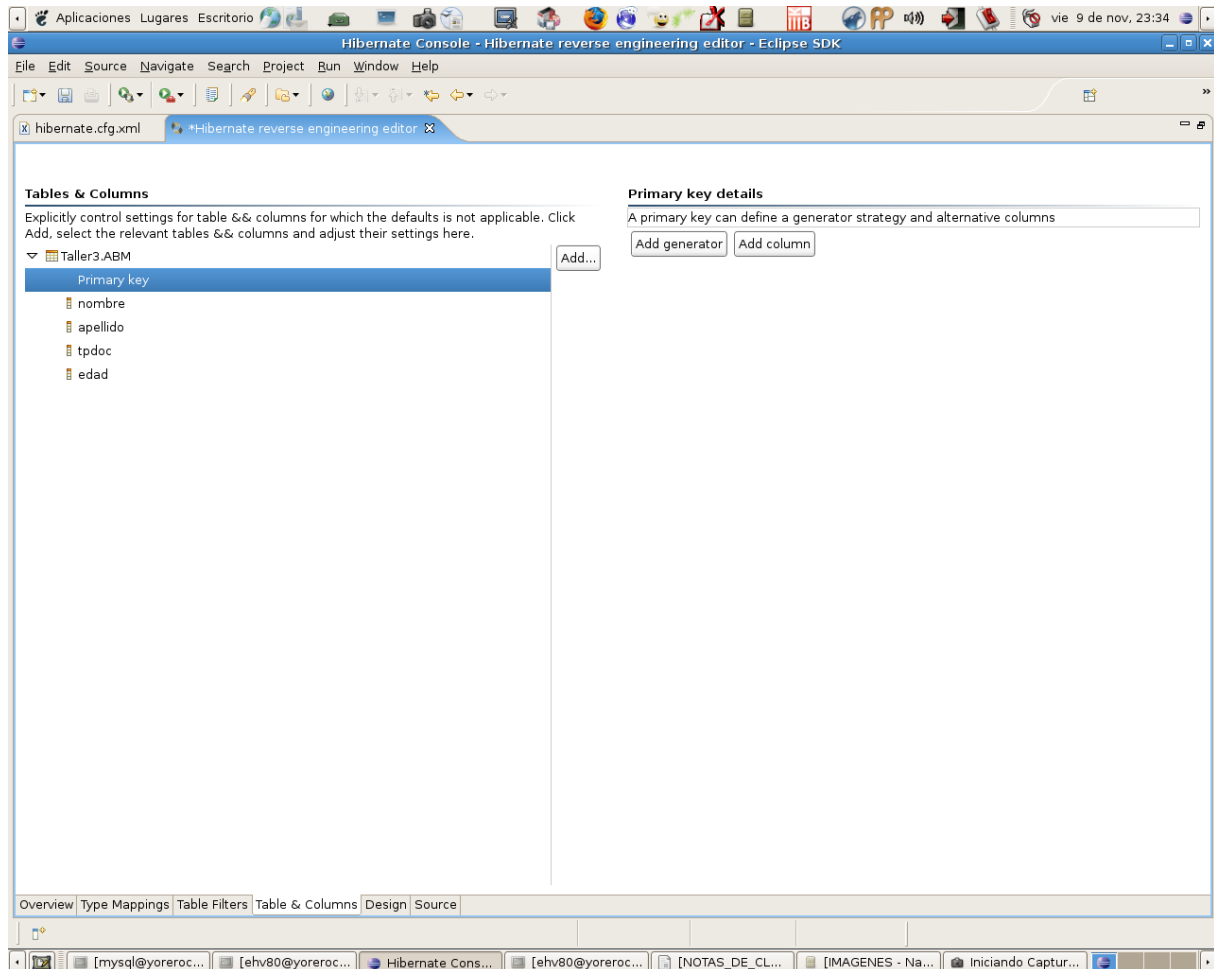 Aplicaciones Lugares Escritorio vie 9 de nov, 23:34
Hibernate Console - Hibernate reverse engineering editor - Eclipse SDK
File Edit Source Navigate Search Project Run Window Help
hibernate.cfg.xml *Hibernate reverse engineering editor
Tables & Columns
Explicitly control settings for table && columns for which the defaults is not applicable. Click
Add, select the relevant tables && columns and adjust their settings here.
Taller3.ABM
Primary key
nombre
apellido
tpdoc
edad
Add...
Primary key details
A primary key can define a generator strategy and alternative columns
Add generator Add column
Overview Type Mappings Table Filters Table & Columns Design Source
[mysql@yoreroc... [ehv80@yoreroc... Hibernate Cons... [ehv80@yoreroc... [NOTAS_DE_CL... [IMAGENES - Na... Iniciando Captur...